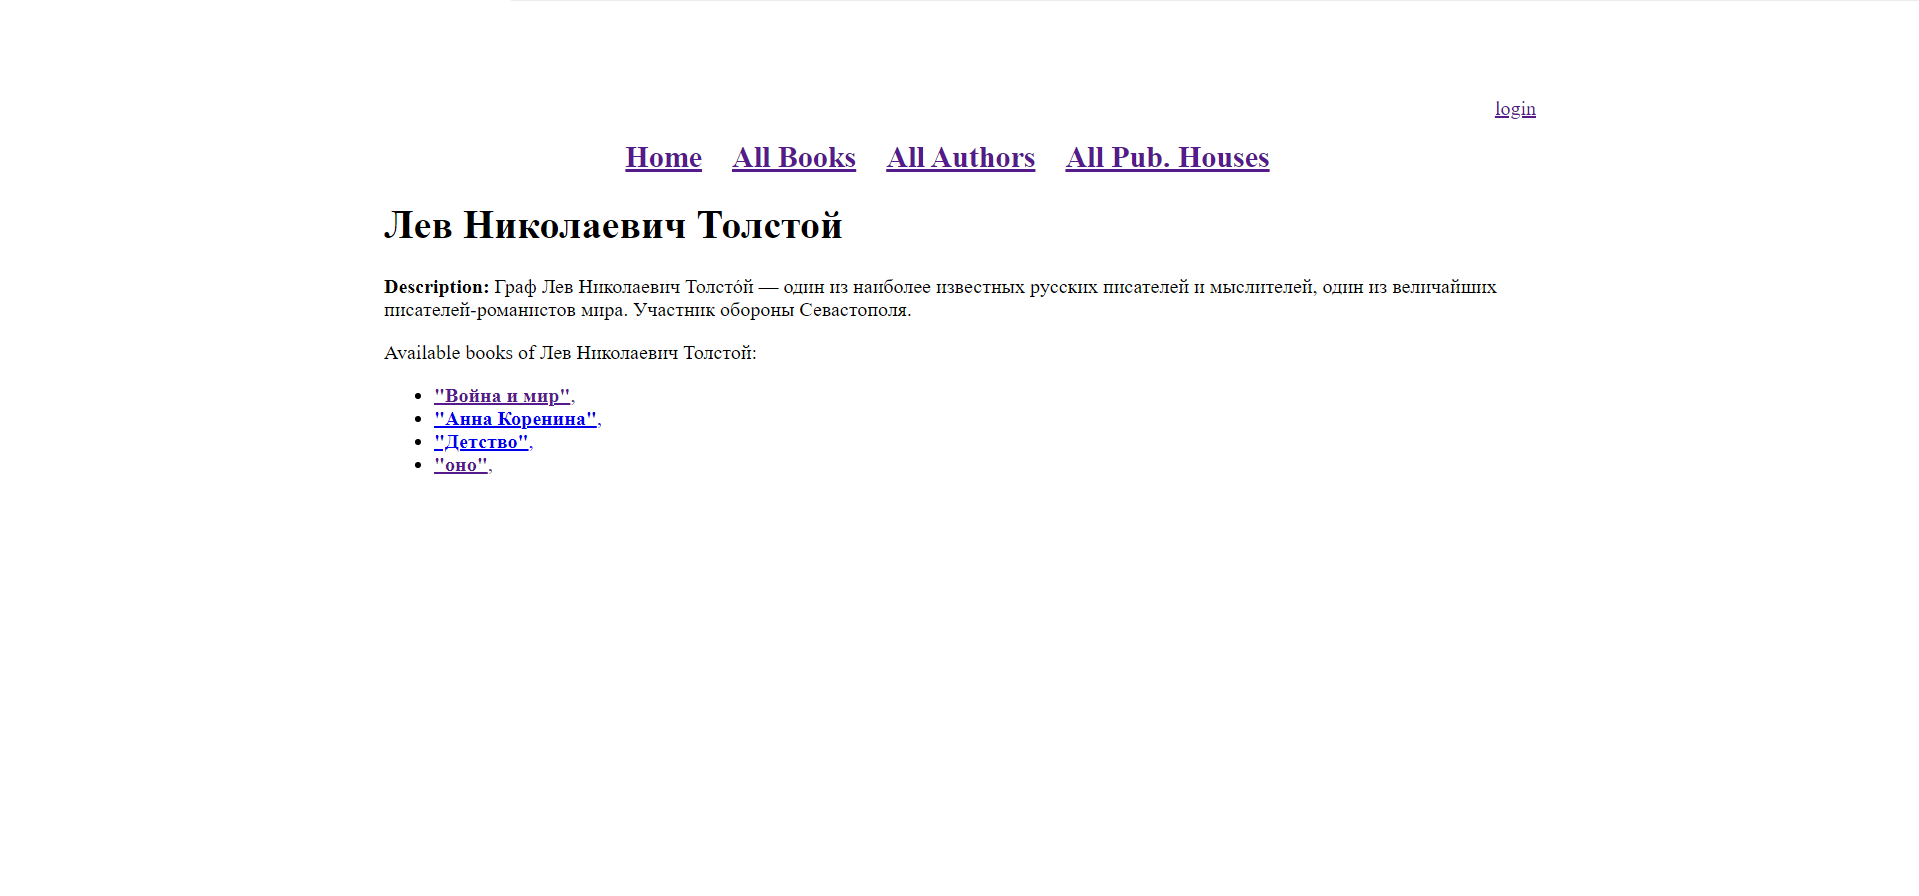 login
Home All Books All Authors All Pub. Houses
Лев Николаевич Толстой
Description: Граф Лев Николаевич Толсто́й — один из наиболее известных русских писателей и мыслителей, один из величайших
писателей-романистов мира. Участник обороны Севастополя.
Available books of Лев Николаевич Толстой:
"Война и мир",
"Анна Коренина",
"Детство",
"оно",